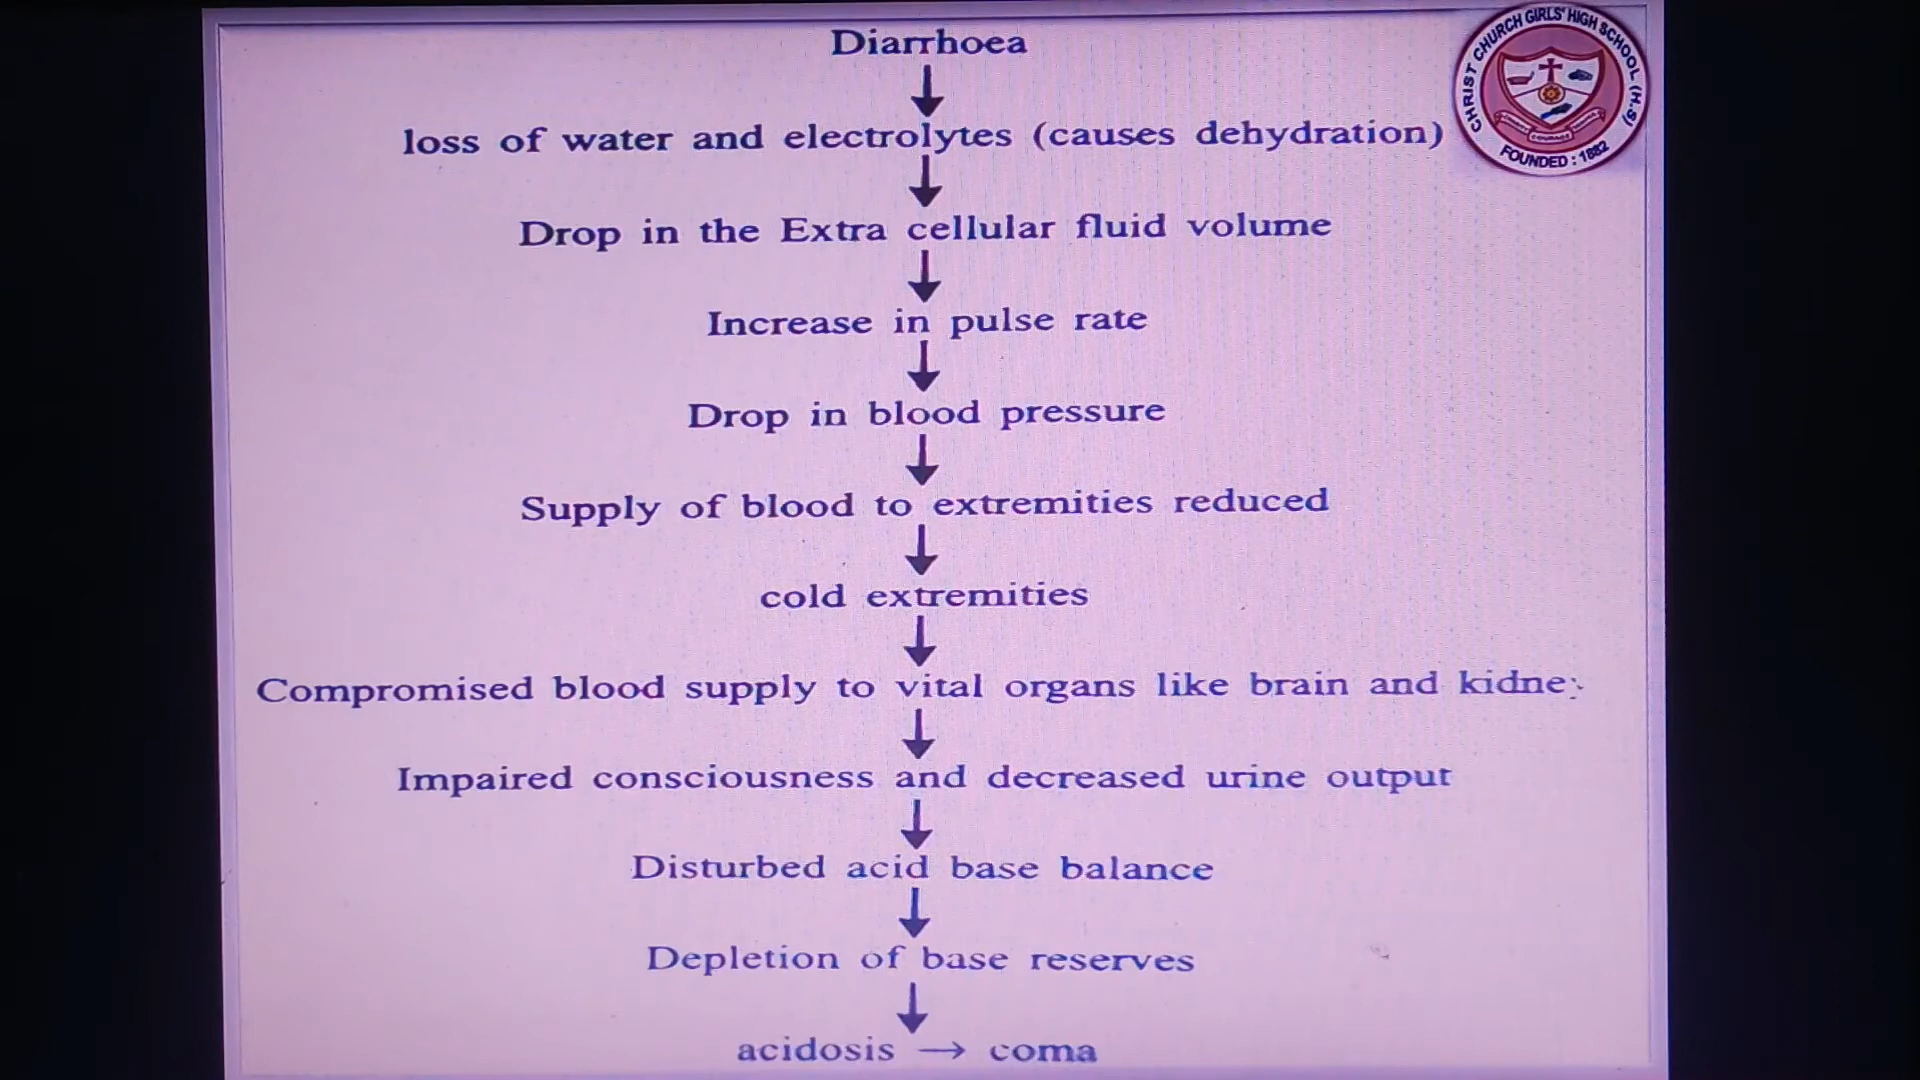 Diarrhoea
loss of water and electrolytes (causes dehydration)
Drop in the Extra cellular fluid volume
Increase in pulse rate
Drop in blood pressure
Supply of blood to extremities reduced
cold extremities
Compromised blood supply to vital organs like brain and kidney
Impaired consciousness and decreased urine output
Disturbed acid base balance
Depletion of base reserves
acidosis → coma
CHRIST CHURCH GIRLS' HIGH SCHOOL (H.S)
FOUNDED : 1882